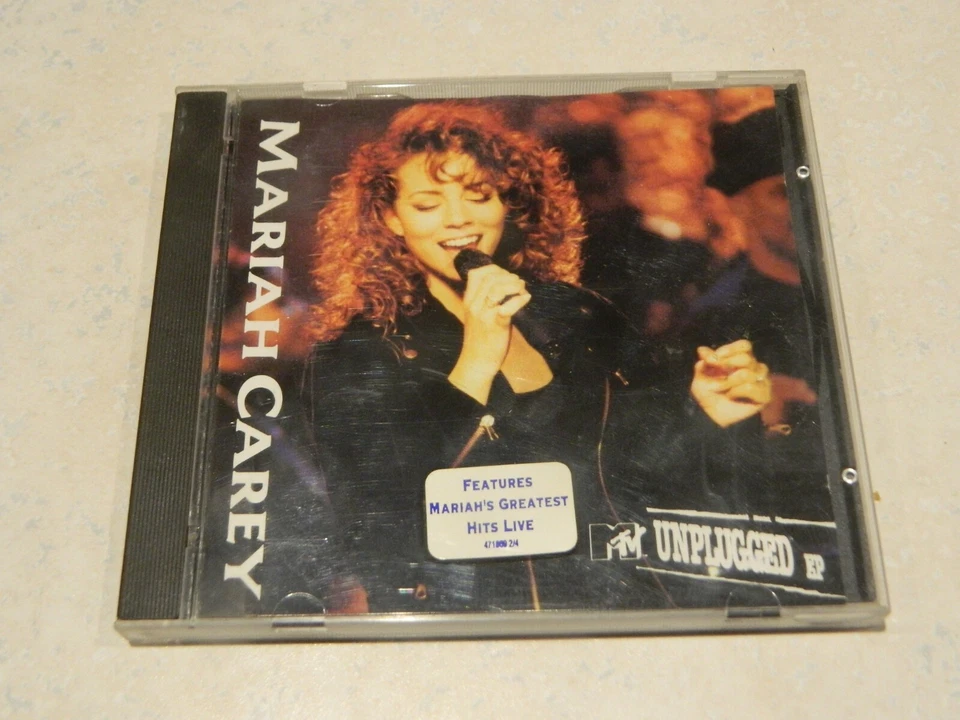 MARIAH CAREY
FEATURES
MARIAH'S GREATEST
HITS LIVE
MTV UNPLUGGED EP